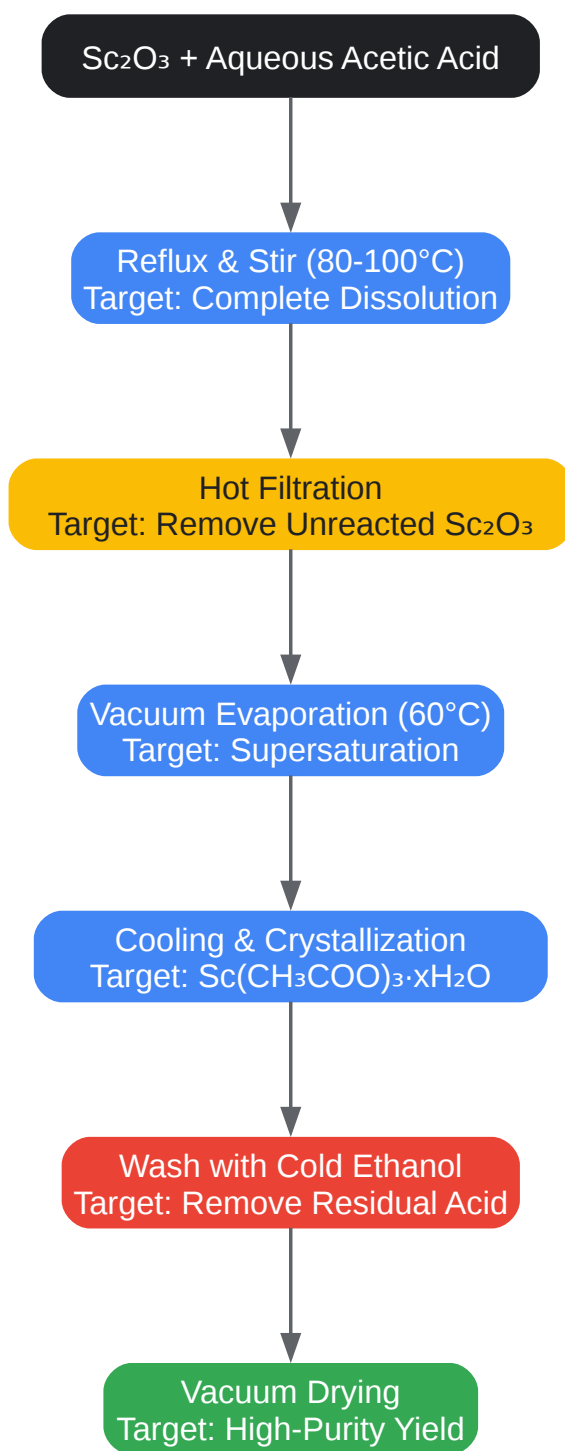 Sc₂O₃ + Aqueous Acetic Acid
Reflux & Stir (80-100°C)
Target: Complete Dissolution
Hot Filtration
Target: Remove Unreacted Sc₂O₃
Vacuum Evaporation (60°C)
Target: Supersaturation
Cooling & Crystallization
Target: Sc(CH₃COO)₃·xH₂O
Wash with Cold Ethanol
Target: Remove Residual Acid
Vacuum Drying
Target: High-Purity Yield